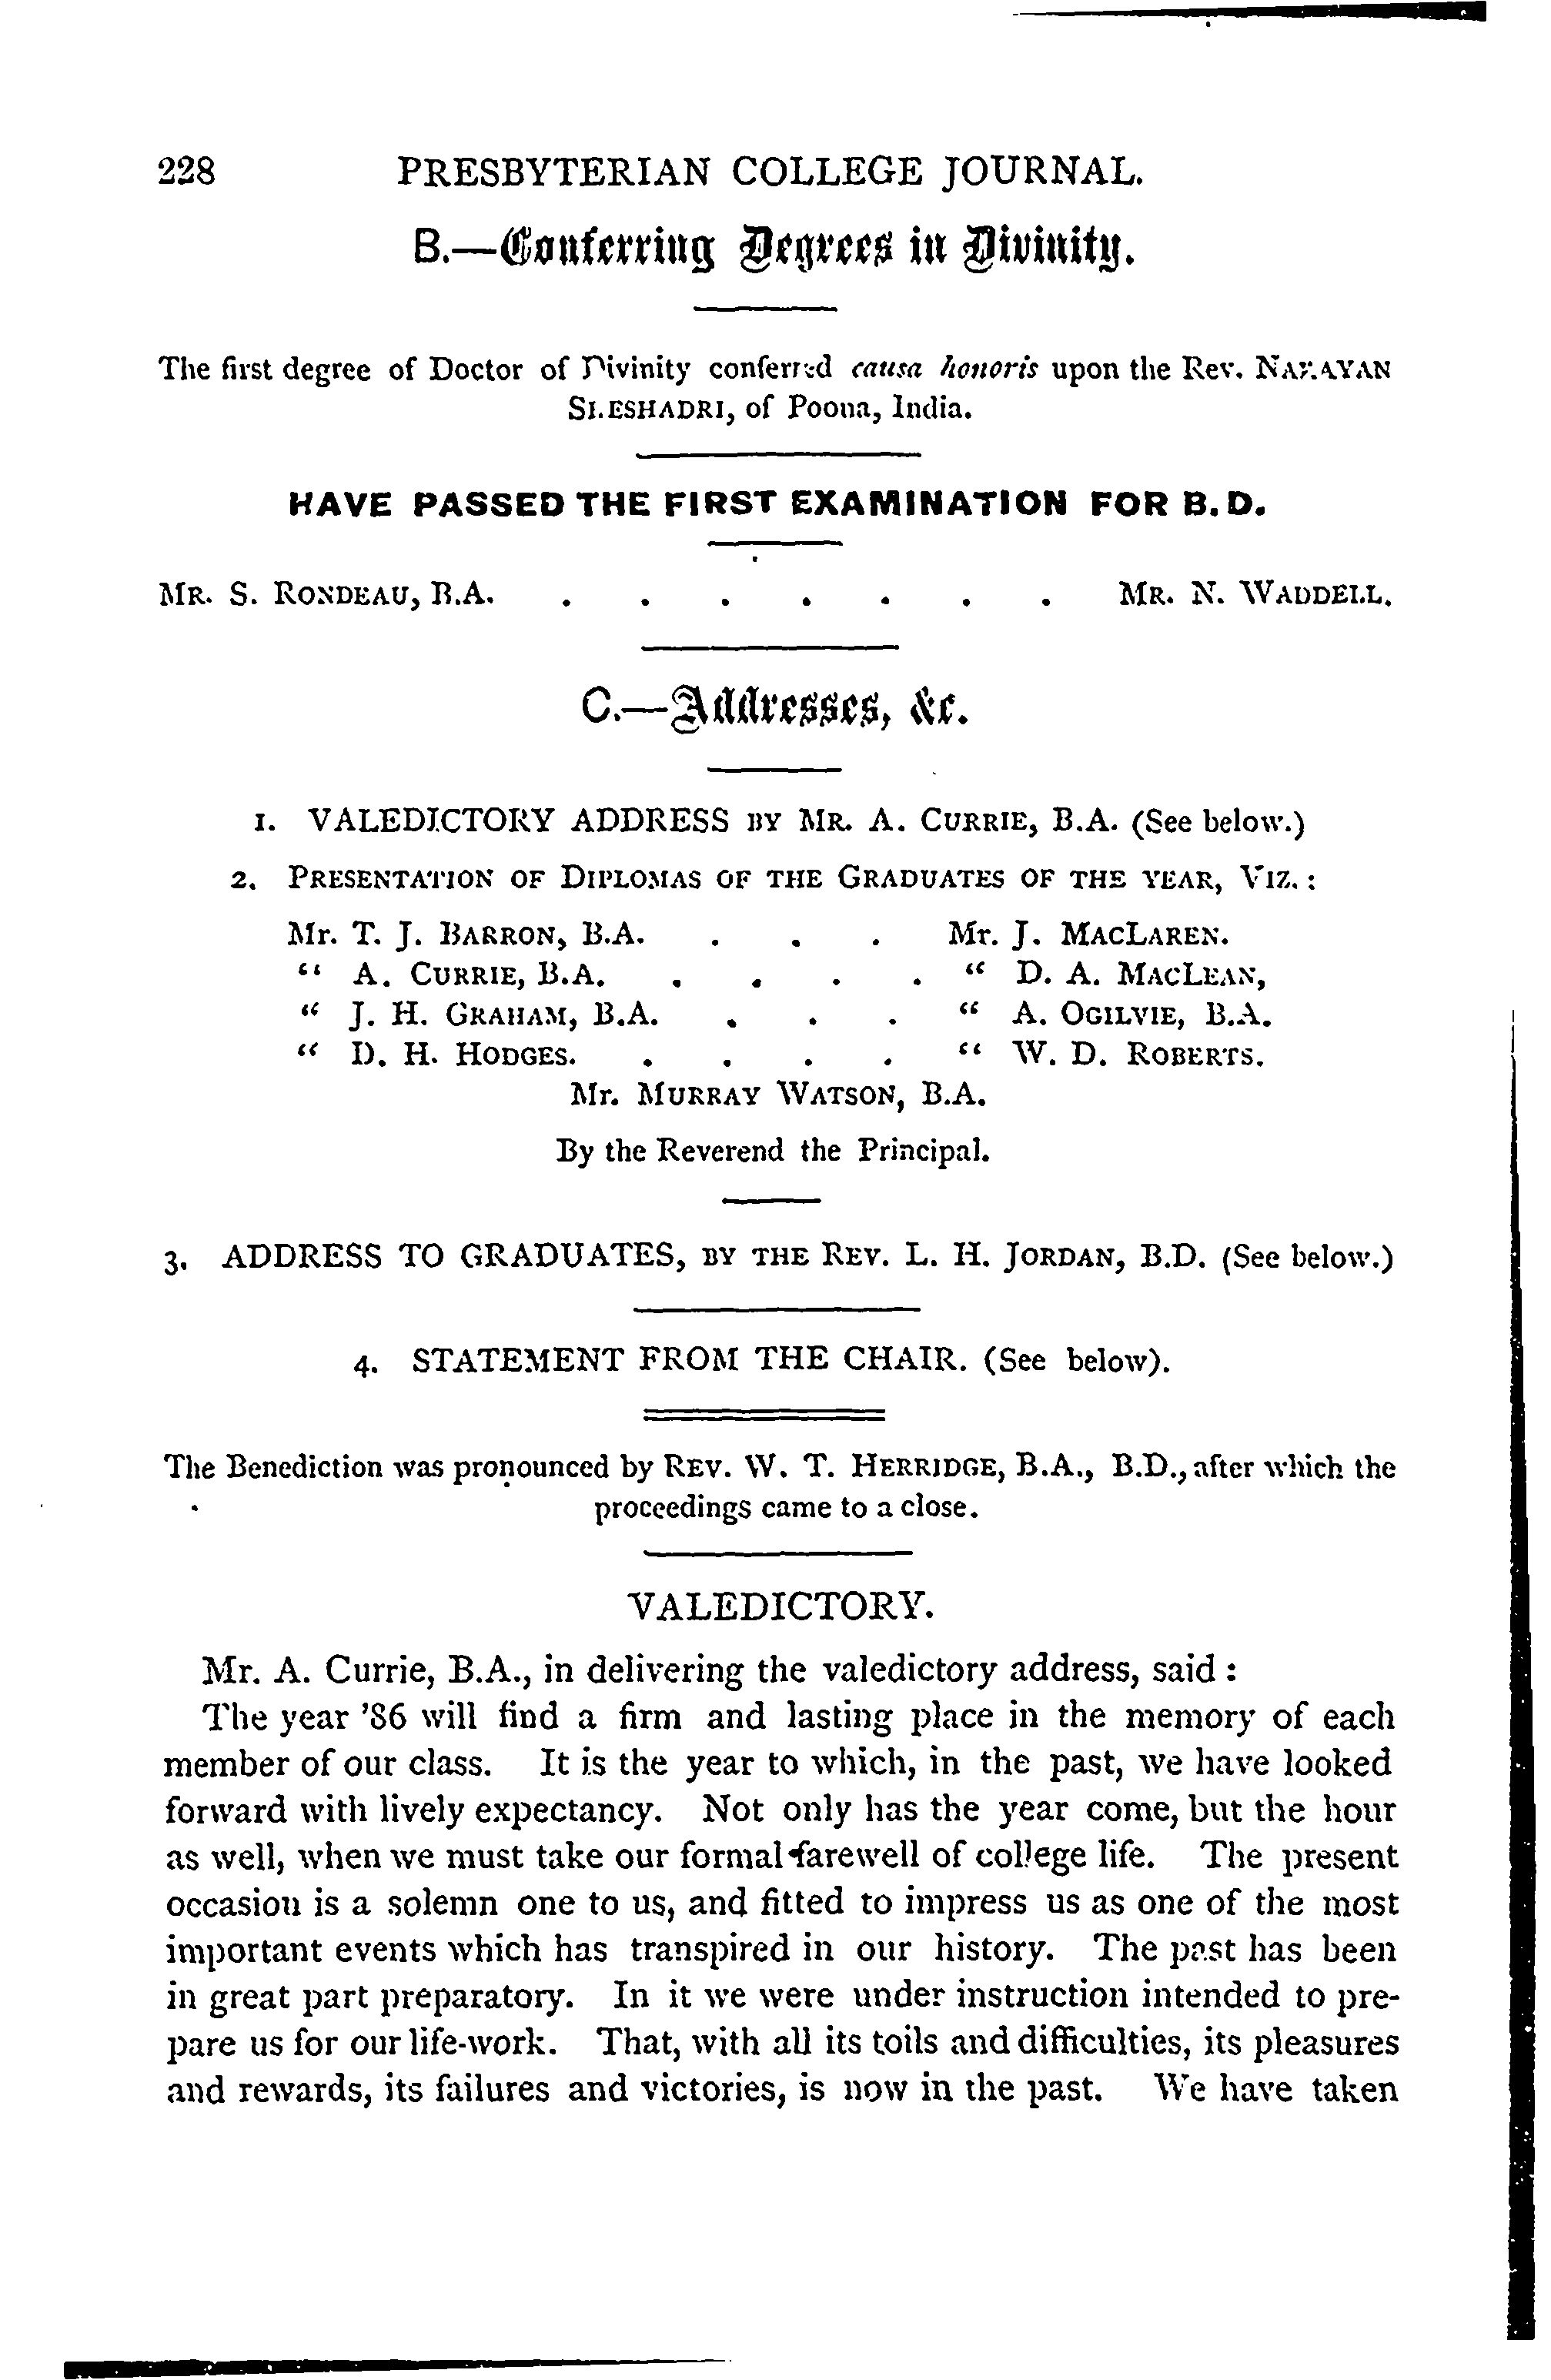 228 PRESBYTERIAN COLLEGE JOURNAL.
B.—Conferring Degrees in Divinity.
The first degree of Doctor of Divinity conferred causa honoris upon the Rev. NARAYAN
SHESHADRI, of Poona, India.
HAVE PASSED THE FIRST EXAMINATION FOR B.D.
MR. S. RONDEAU, B.A. . . . . . . . MR. N. WADDELL.
C.—Addresses, &c.
1. VALEDICTORY ADDRESS BY MR. A. CURRIE, B.A. (See below.)
2. PRESENTATION OF DIPLOMAS OF THE GRADUATES OF THE YEAR, VIZ.:
Mr. T. J. BARRON, B.A. . . . Mr. J. MACLAREN.
" A. CURRIE, B.A. . . . . " D. A. MACLEAN,
" J. H. GRAHAM, B.A. . . . " A. OGILVIE, B.A.
" D. H. HODGES. . . . . " W. D. ROBERTS.
Mr. MURRAY WATSON, B.A.
By the Reverend the Principal.
3. ADDRESS TO GRADUATES, BY THE REV. L. H. JORDAN, B.D. (See below.)
4. STATEMENT FROM THE CHAIR. (See below).
The Benediction was pronounced by REV. W. T. HERRIDGE, B.A., B.D., after which the
proceedings came to a close.
VALEDICTORY.
Mr. A. Currie, B.A., in delivering the valedictory address, said :
The year '86 will find a firm and lasting place in the memory of each
member of our class. It is the year to which, in the past, we have looked
forward with lively expectancy. Not only has the year come, but the hour
as well, when we must take our formal farewell of college life. The present
occasion is a solemn one to us, and fitted to impress us as one of the most
important events which has transpired in our history. The past has been
in great part preparatory. In it we were under instruction intended to pre-
pare us for our life-work. That, with all its toils and difficulties, its pleasures
and rewards, its failures and victories, is now in the past. We have taken